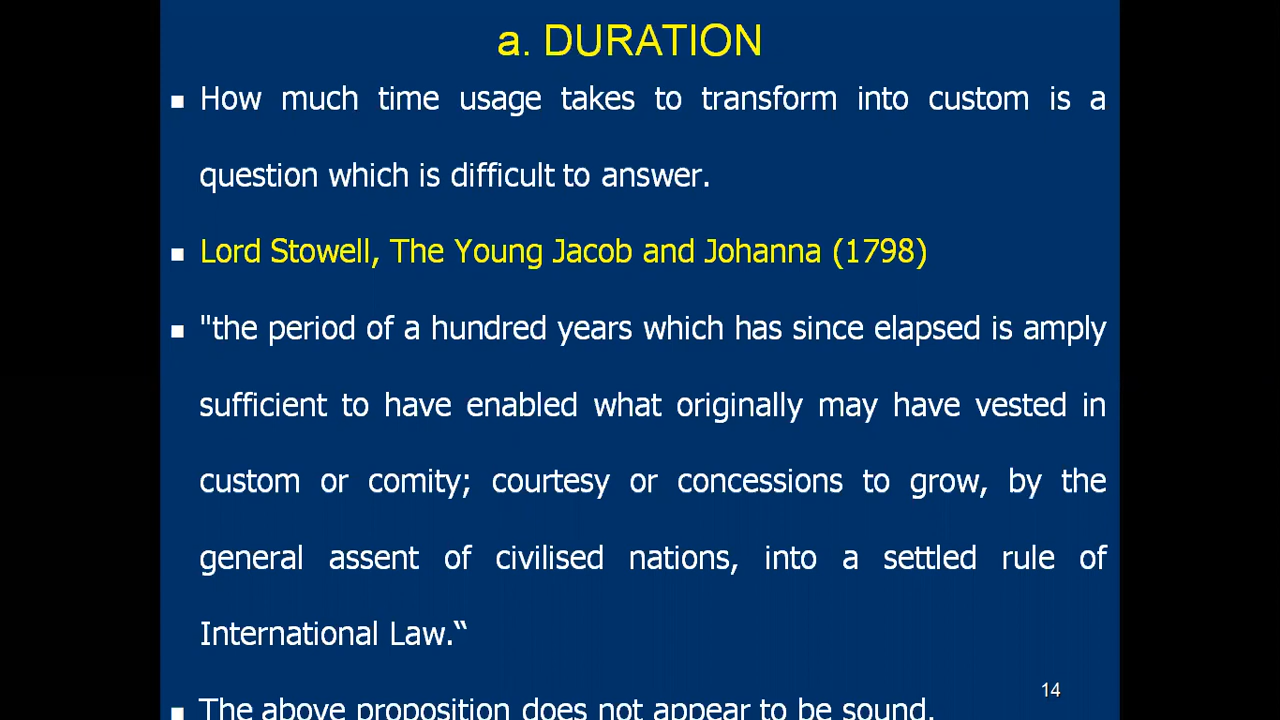 a. DURATION
How much time usage takes to transform into custom is a
question which is difficult to answer.
Lord Stowell, The Young Jacob and Johanna (1798)
"the period of a hundred years which has since elapsed is amply
sufficient to have enabled what originally may have vested in
custom or comity; courtesy or concessions to grow, by the
general assent of civilised nations, into a settled rule of
International Law.“
14
The above proposition does not appear to be sound.